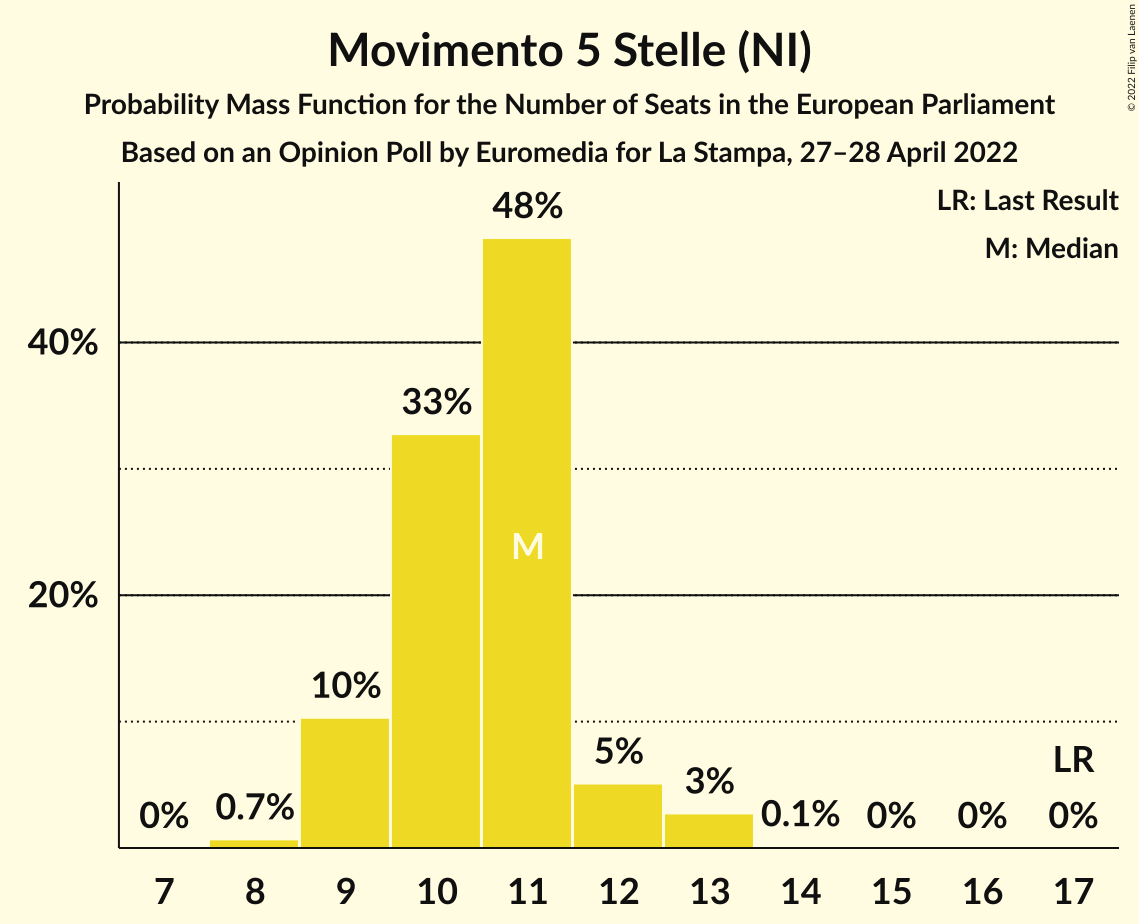 Movimento 5 Stelle (NI)
Probability Mass Function for the Number of Seats in the European Parliament
Based on an Opinion Poll by Euromedia for La Stampa, 27–28 April 2022
© 2022 Filip van Laenen
LR: Last Result
M: Median
48%
40%
33%
M
20%
10%
5%
3%
LR
0%
0.7%
0.1%
0%
0%
0%
7 8 9 10 11 12 13 14 15 16 17